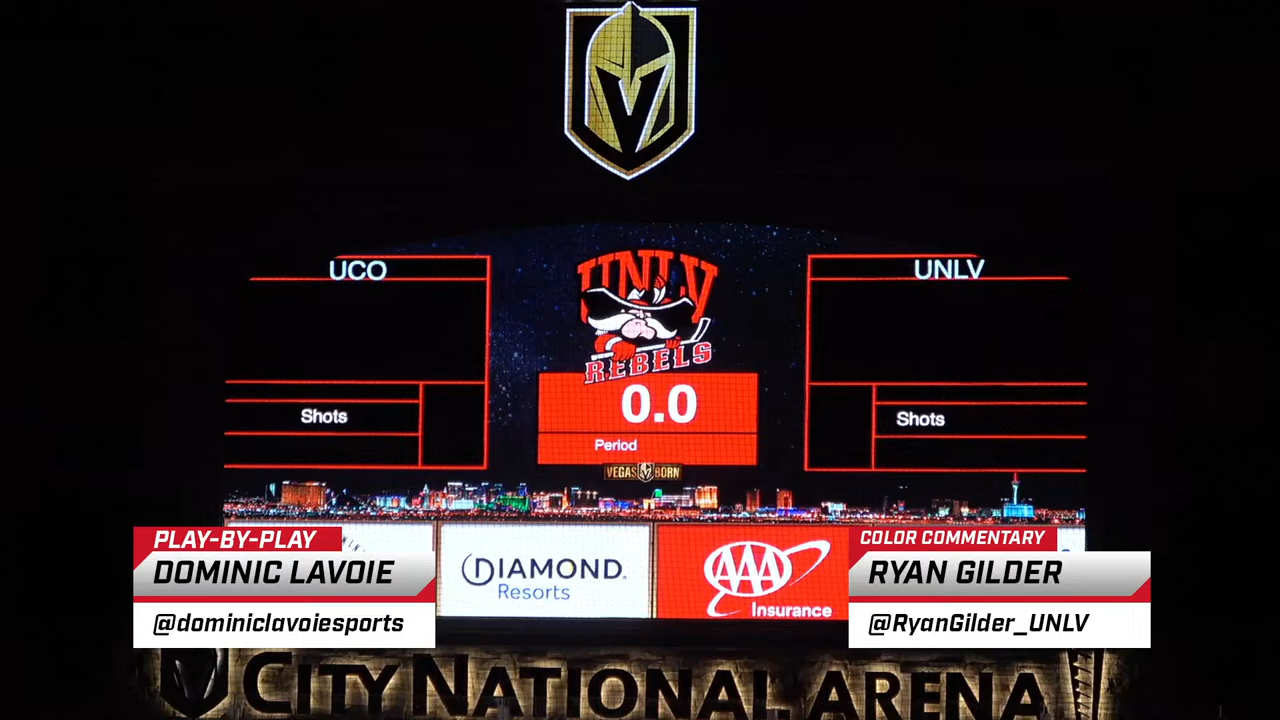 UCO
UNLV
REBELS
UNLV
0.0
Shots
Period
Shots
VEGAS BORN
PLAY-BY-PLAY
DOMINIC LAVOIE
@dominiclavoiesports
DIAMOND
Resorts
AAA
Insurance
COLOR COMMENTARY
RYAN GILDER
@RyanGilder_UNLV
CITY NATIONAL ARENA